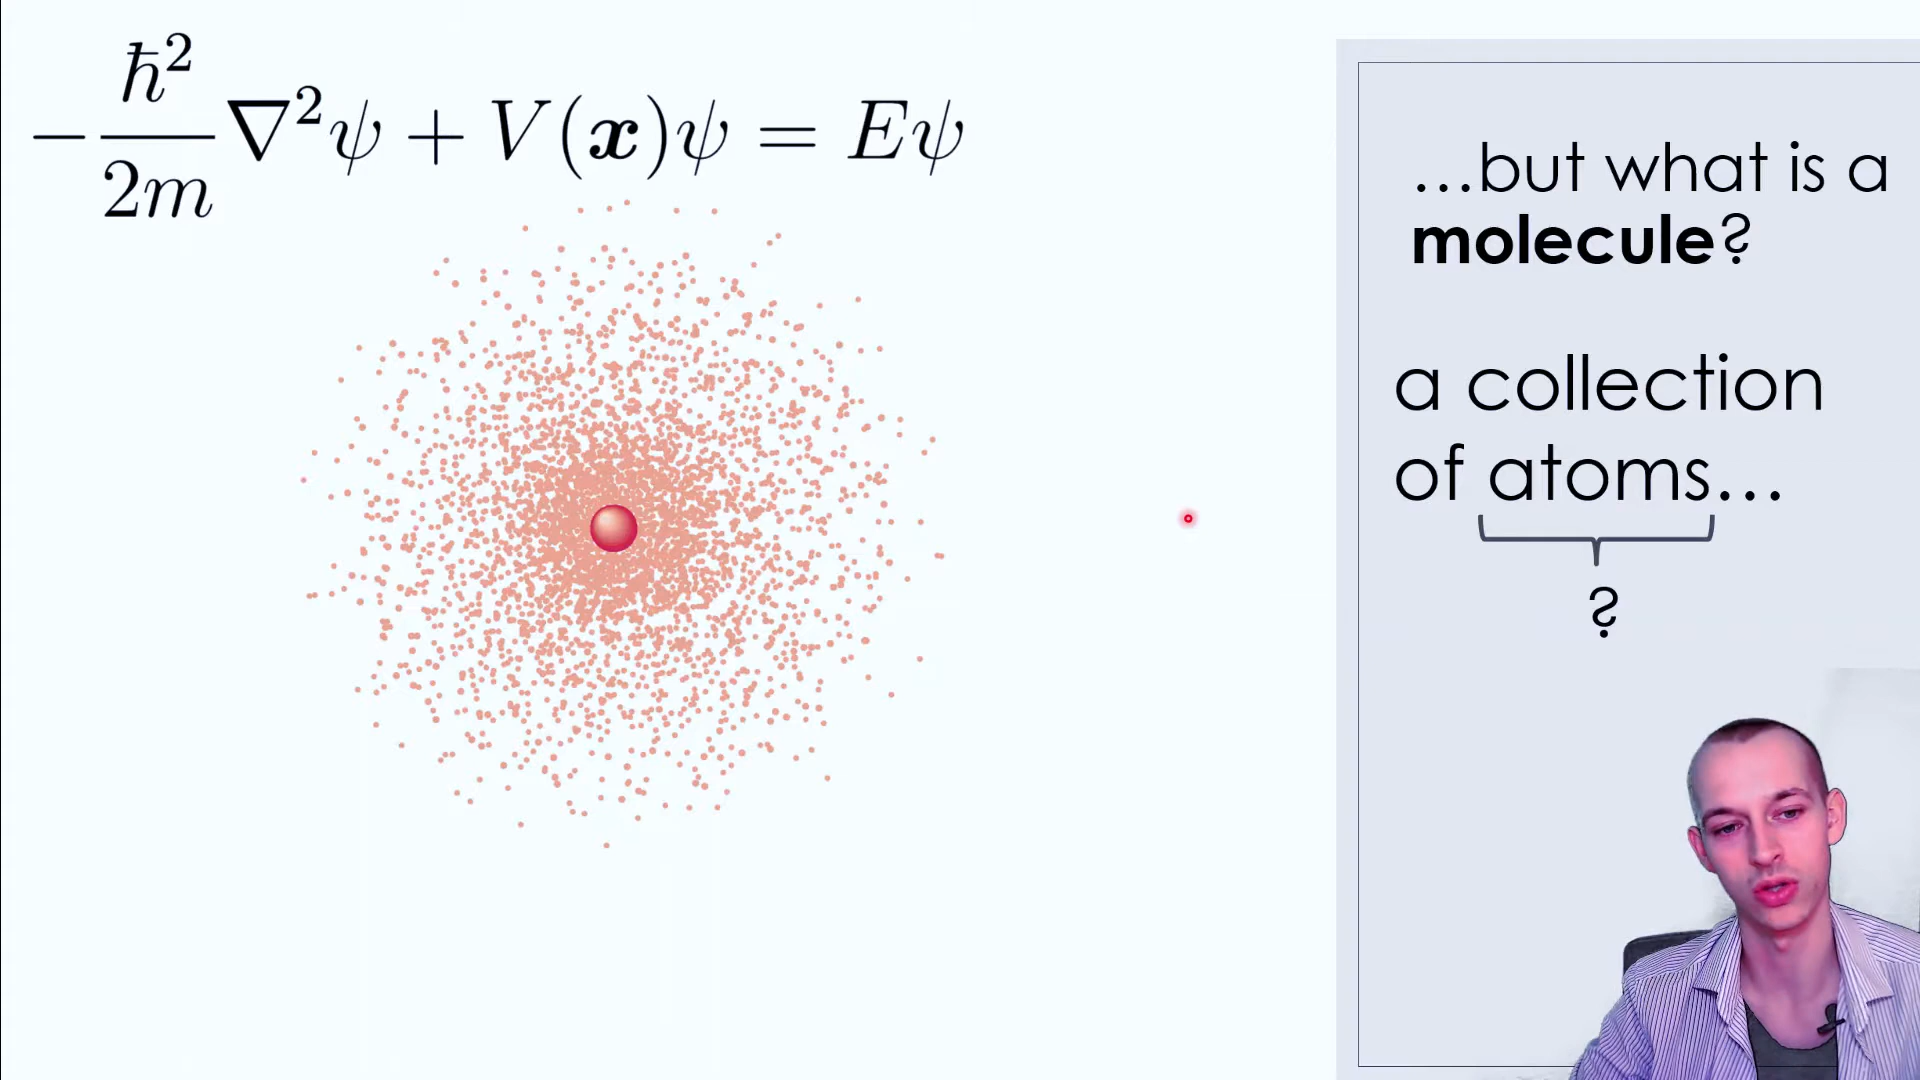 −ℏ²/2m ∇²ψ + V(𝒙)ψ = Eψ
…but what is a
molecule?
a collection
of atoms…
?